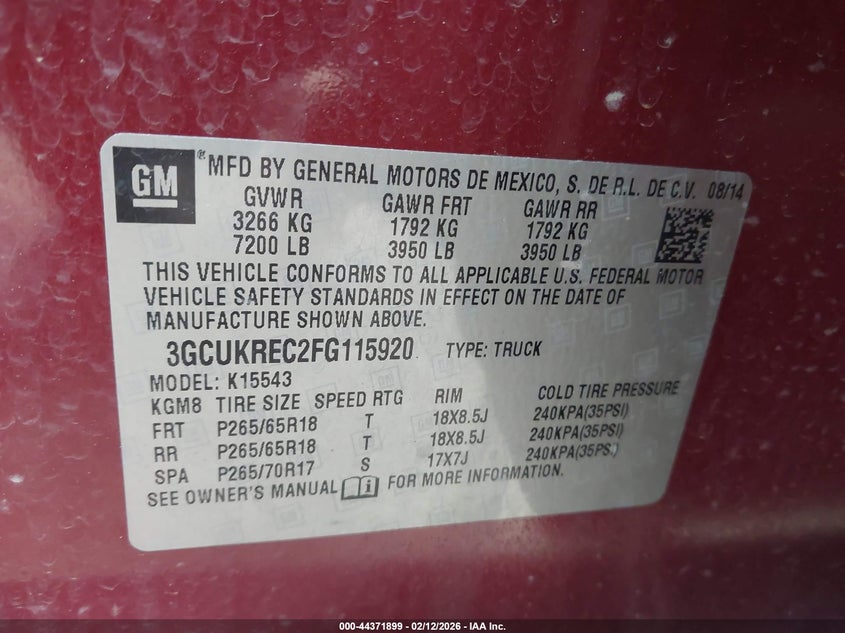 GM ® MFD BY GENERAL MOTORS DE MEXICO, S. DE R.L. DE C.V. 08/14
GVWR GAWR FRT GAWR RR
3266 KG 1792 KG 1792 KG
7200 LB 3950 LB 3950 LB
THIS VEHICLE CONFORMS TO ALL APPLICABLE U.S. FEDERAL MOTOR
VEHICLE SAFETY STANDARDS IN EFFECT ON THE DATE OF
MANUFACTURE SHOWN ABOVE.
3GCUKREC2FG115920 TYPE: TRUCK
MODEL: K15543
KGM8 TIRE SIZE SPEED RTG RIM COLD TIRE PRESSURE
FRT P265/65R18 T 18X8.5J 240KPA(35PSI)
RR P265/65R18 T 18X8.5J 240KPA(35PSI)
SPA P265/70R17 S 17X7J 240KPA(35PSI)
SEE OWNER'S MANUAL FOR MORE INFORMATION.
000-44371899 | 02/12/2026 - IAA Inc.